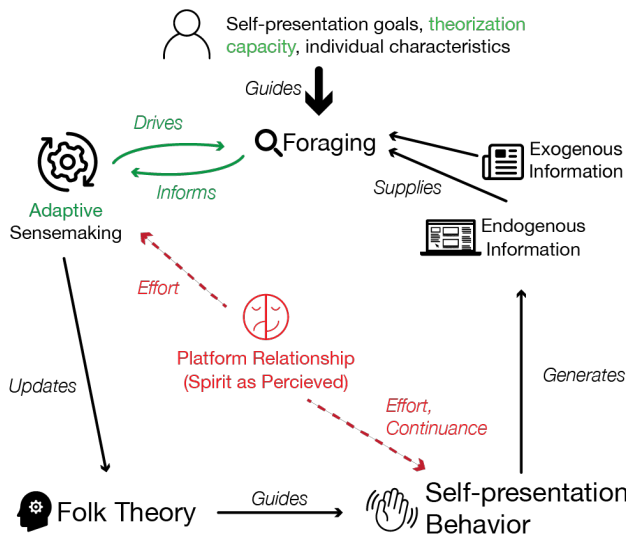 Self-presentation goals, theorization
capacity, individual characteristics
Guides
Drives
Foraging
Exogenous
Information
Informs
Supplies
Adaptive
Sensemaking
Endogenous
Information
Effort
Platform Relationship
(Spirit as Percieved)
Updates
Generates
Effort,
Continuance
Folk Theory
Guides
Self-presentation
Behavior